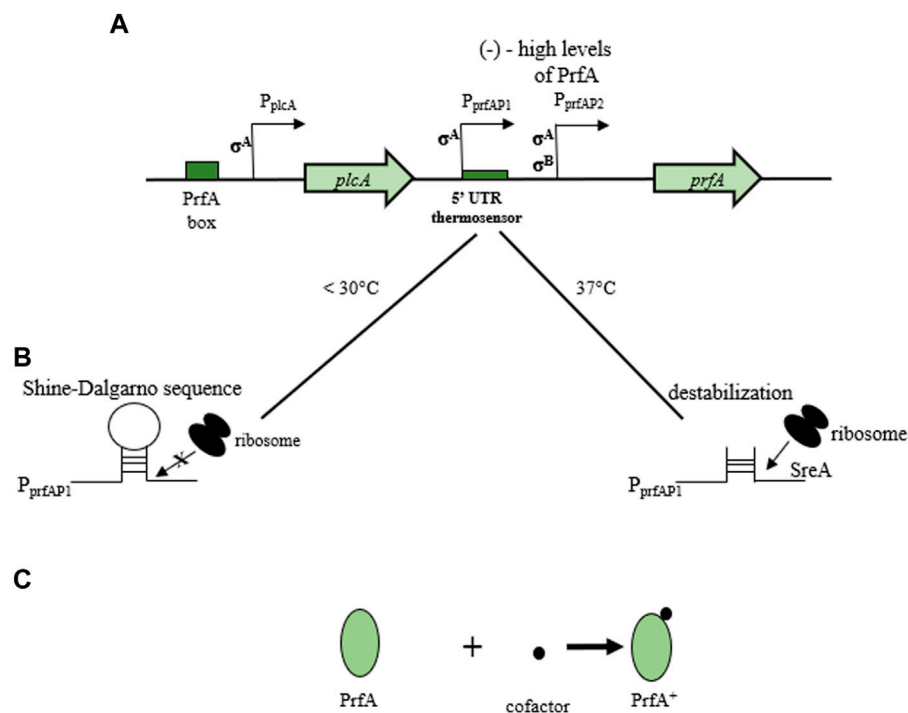 A
(-) - high levels
of PrfA
PplcA
PprfAP1
PprfAP2
σA
σA
σA
σB
plcA
prfA
PrfA
box
5' UTR
thermosensor
< 30°C
37°C
B
Shine-Dalgarno sequence
destabilization
ribosome
ribosome
x
SreA
PprfAP1
PprfAP1
C
+
PrfA
cofactor
PrfA+